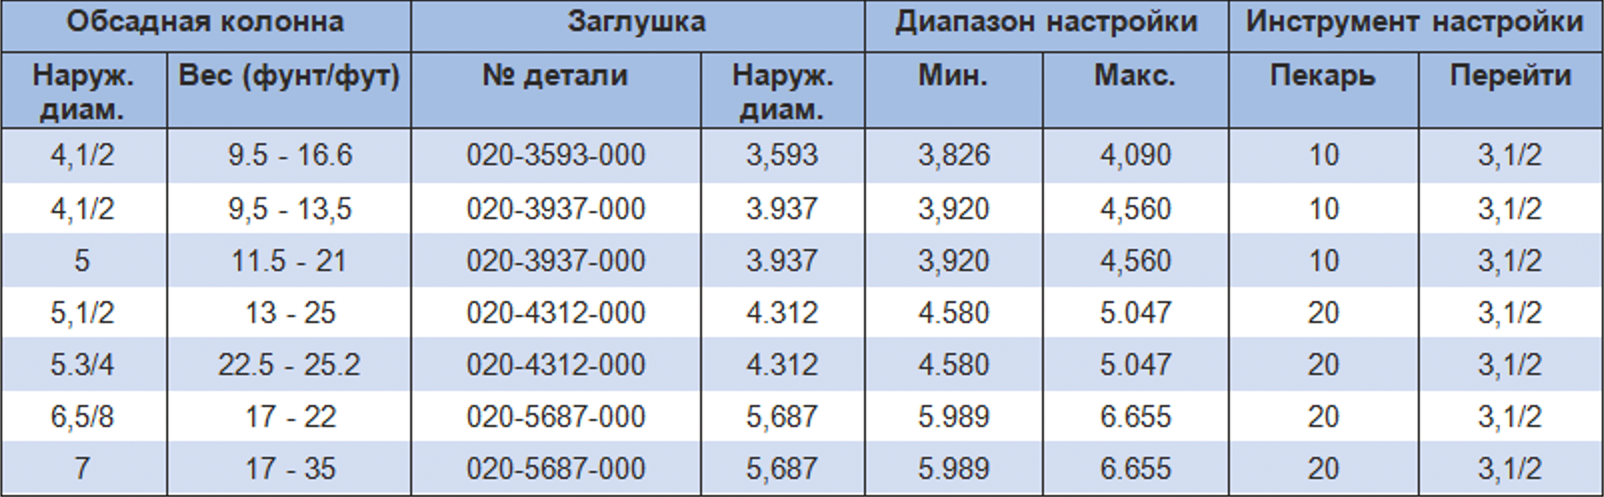 Обсадная колонна Заглушка Диапазон настройки Инструмент настройки
Наруж. диам. Вес (фунт/фут) № детали Наруж. диам. Мин. Макс. Пекарь Перейти
4,1/2 9.5 - 16.6 020-3593-000 3,593 3,826 4,090 10 3,1/2
4,1/2 9,5 - 13,5 020-3937-000 3.937 3,920 4,560 10 3,1/2
5 11.5 - 21 020-3937-000 3.937 3,920 4,560 10 3,1/2
5,1/2 13 - 25 020-4312-000 4.312 4.580 5.047 20 3,1/2
5.3/4 22.5 - 25.2 020-4312-000 4.312 4.580 5.047 20 3,1/2
6,5/8 17 - 22 020-5687-000 5,687 5.989 6.655 20 3,1/2
7 17 - 35 020-5687-000 5,687 5.989 6.655 20 3,1/2